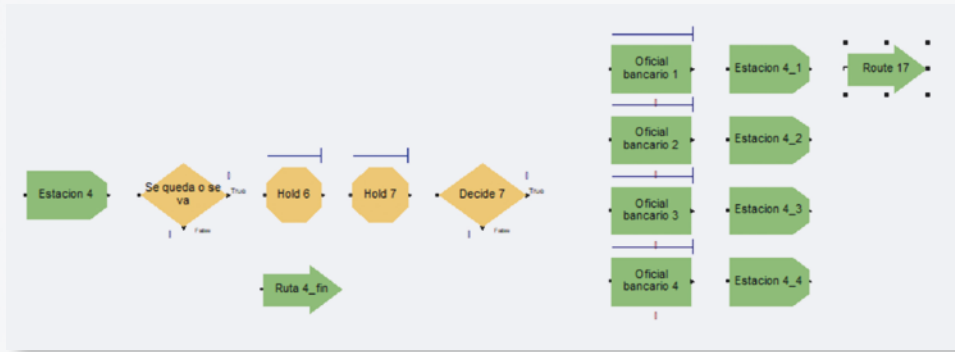 Oficial
bancario 1
Estacion 4_1
Route 17
Oficial
bancario 2
Estacion 4_2
Estacion 4
Se queda o se
va
True
False
Hold 6
Hold 7
Decide 7
True
False
Oficial
bancario 3
Estacion 4_3
Ruta 4_fin
Oficial
bancario 4
Estacion 4_4